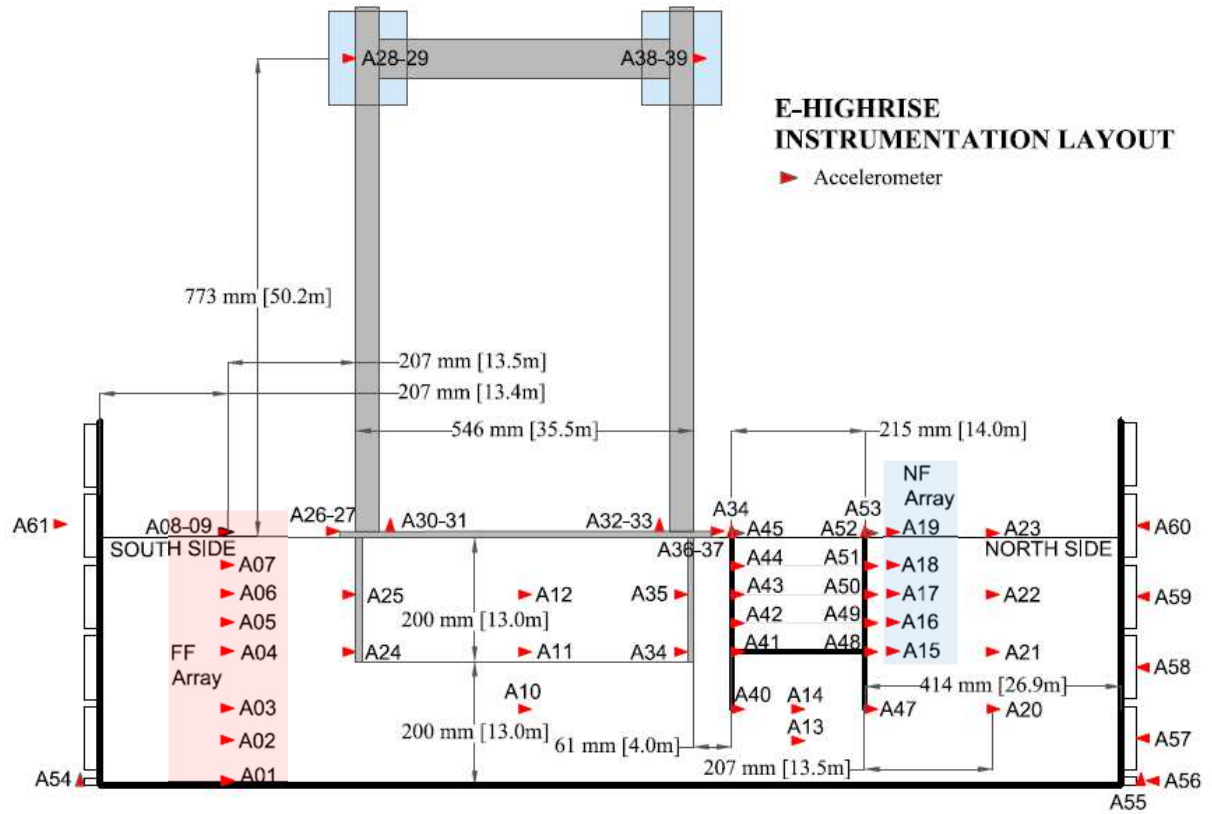 A28-29
A38-39
E-HIGHRISE
INSTRUMENTATION LAYOUT
Accelerometer
773 mm [50.2m]
207 mm [13.5m]
207 mm [13.4m]
546 mm [35.5m]
215 mm [14.0m]
NF
Array
A34
A53
A61
A08-09
A26-27
A30-31
A32-33
A45
A52
A19
A23
A60
SOUTH SIDE
A36-37
NORTH SIDE
A07
A44
A51
A18
A06
A25
A12
A35
A43
A50
A17
A22
A59
A05
200 mm [13.0m]
A42
A49
A16
FF
Array
A04
A24
A11
A34
A41
A48
A15
A21
A58
414 mm [26.9m]
A03
A10
A40
A14
A47
A20
A02
200 mm [13.0m]
61 mm [4.0m]
A13
A57
207 mm [13.5m]
A54
A01
A56
A55